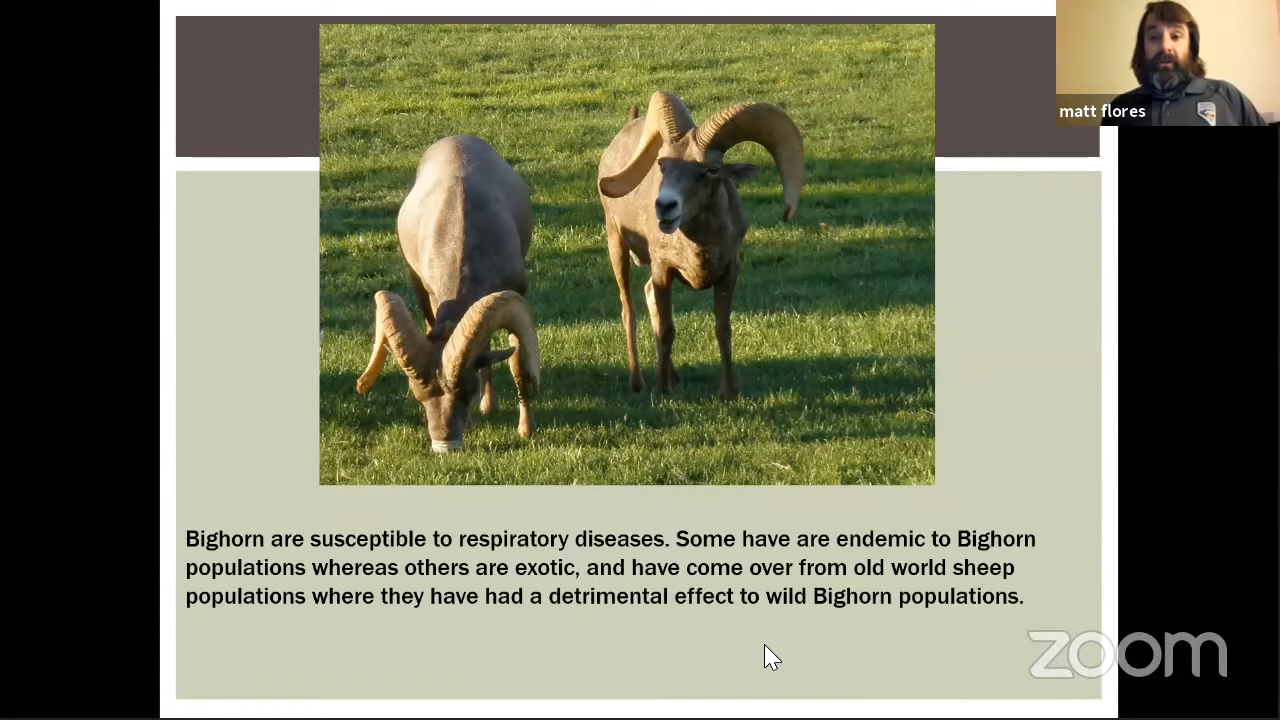 matt flores
Bighorn are susceptible to respiratory diseases. Some have are endemic to Bighorn
populations whereas others are exotic, and have come over from old world sheep
populations where they have had a detrimental effect to wild Bighorn populations.
zoom